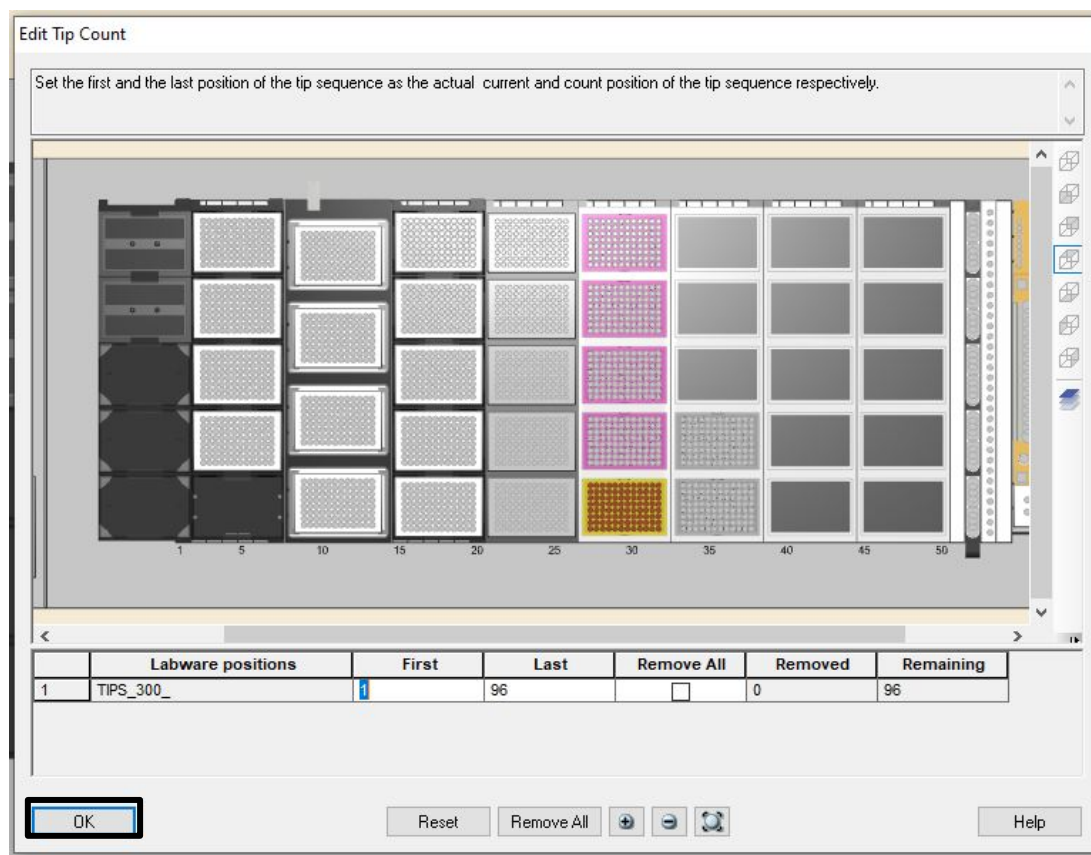 Edit Tip Count
Set the first and the last position of the tip sequence as the actual current and count position of the tip sequence respectively.
1 5 10 15 20 25 30 35 40 45 50
Labware positions First Last Remove All Removed Remaining
1 TIPS_300_ 1 96 0 96
OK Reset Remove All Help